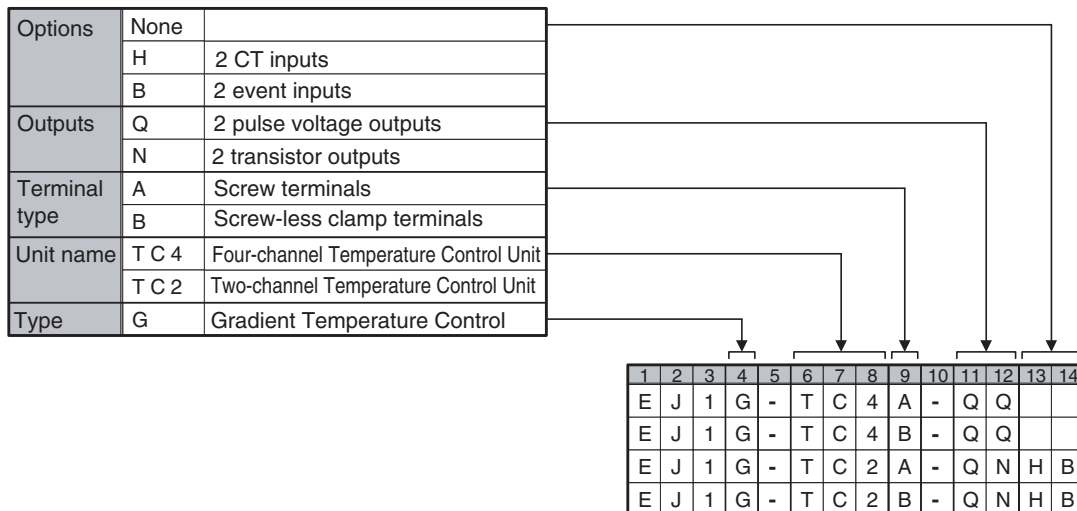 Options None
H 2 CT inputs
B 2 event inputs
Outputs Q 2 pulse voltage outputs
N 2 transistor outputs
Terminal type A Screw terminals
B Screw-less clamp terminals
Unit name T C 4 Four-channel Temperature Control Unit
T C 2 Two-channel Temperature Control Unit
Type G Gradient Temperature Control
1 2 3 4 5 6 7 8 9 10 11 12 13 14
E J 1 G - T C 4 A - Q Q
E J 1 G - T C 4 B - Q Q
E J 1 G - T C 2 A - Q N H B
E J 1 G - T C 2 B - Q N H B